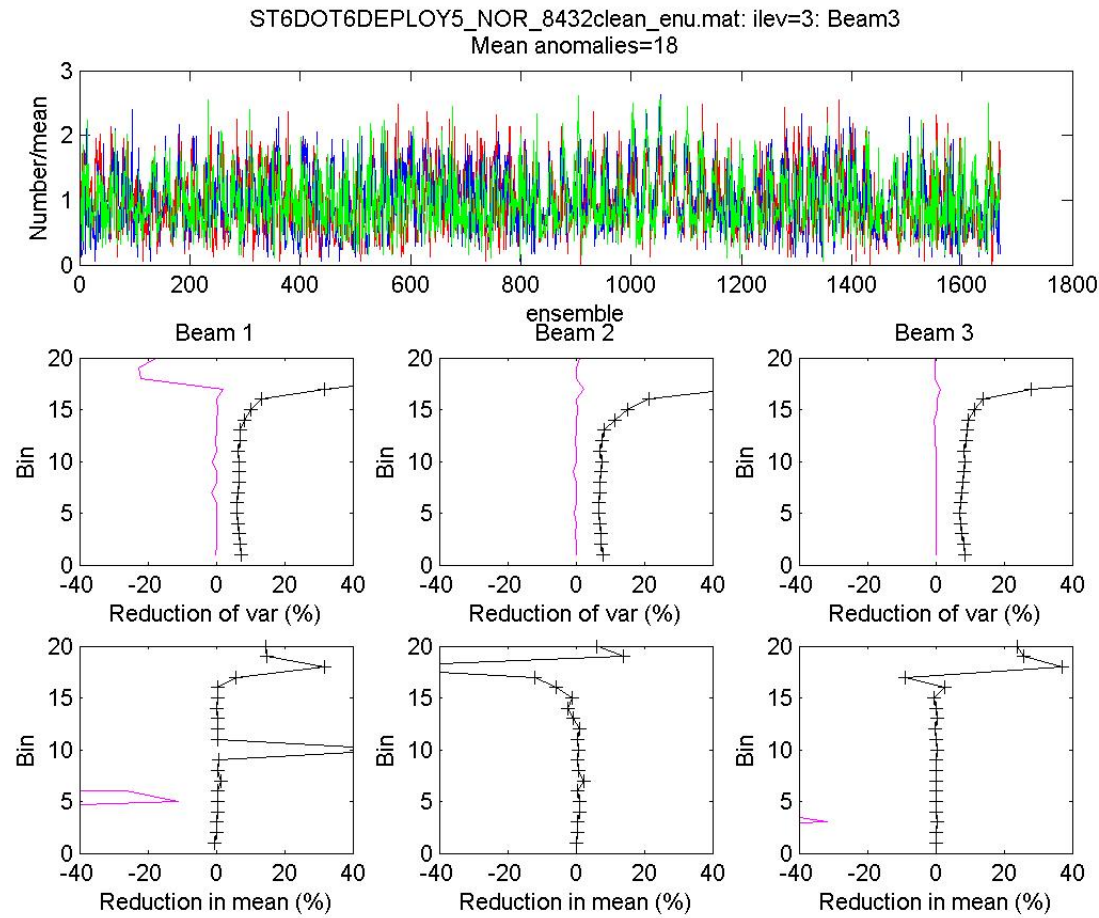 ST6DOT6DEPLOY5_NOR_8432clean_enu.mat: ilev=3: Beam3
Mean anomalies=18
3
2
1
0
Number/mean
0 200 400 600 800 1000 1200 1400 1600 1800
ensemble
Beam 1 Beam 2 Beam 3
20 20 20
15 15 15
Bin Bin Bin
10 10 10
5 5 5
0 0 0
-40 -20 0 20 40 -40 -20 0 20 40 -40 -20 0 20 40
Reduction of var (%) Reduction of var (%) Reduction of var (%)
20 20 20
15 15 15
Bin Bin Bin
10 10 10
5 5 5
0 0 0
-40 -20 0 20 40 -40 -20 0 20 40 -40 -20 0 20 40
Reduction in mean (%) Reduction in mean (%) Reduction in mean (%)